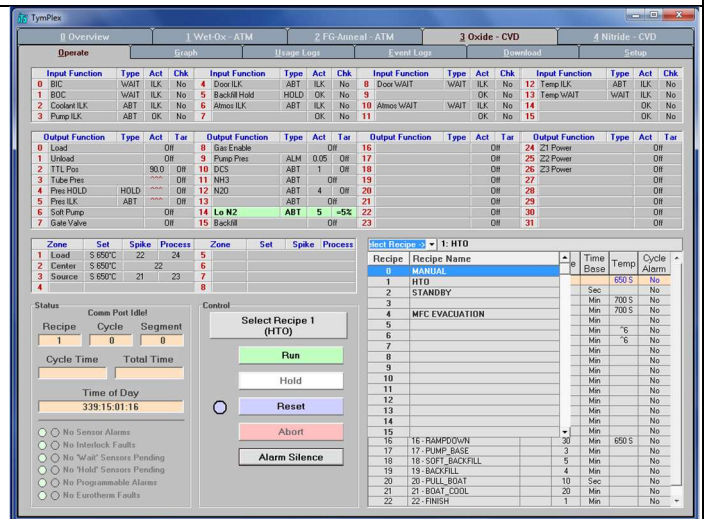 TymPlex
0 Overview 1 Wet-Ox - ATM 2 FG-Anneal - ATM 3 Oxide - CVD 4 Nitride - CVD
Operate Graph Usage Logs Event Logs Download Setup
Input Function Type Act Chk Input Function Type Act Chk Input Function Type Act Chk Input Function Type Act Chk
0 BIC WAIT ILK No 4 Door ILK ABT ILK No 8 Door WAIT WAIT ILK No 12 Temp ILK ABT ILK No
1 BOC WAIT ILK No 5 Backfill Hold HOLD OK No 9 OK No 13 Temp WAIT WAIT ILK No
2 Coolant ILK ABT ILK No 6 Atmos ILK ABT ILK No 10 Atmos WAIT WAIT ILK No 14 OK No
3 Pump ILK ABT OK No 7 OK No 11 OK No 15 OK No
Output Function Type Act Tar Output Function Type Act Tar Output Function Type Act Tar Output Function Type Act Tar
0 Load Off 8 Gas Enable Off 16 Off 24 Z1 Power Off
1 Unload Off 9 Pump Pres ALM 0.05 Off 17 Off 25 Z2 Power Off
2 TTL Pos 90.0 Off 10 DCS ABT 1 Off 18 Off 26 Z3 Power Off
3 Tube Pres ^^^ Off 11 NH3 ABT Off 19 Off 27 Off
4 Pres HOLD HOLD ^^^ Off 12 N2O ABT 4 Off 20 Off 28 Off
5 Pres ILK ABT ^^^ Off 13 ABT Off 21 Off 29 Off
6 Soft Pump Off 14 Lo N2 ABT 5 =5% 22 Off 30 Off
7 Gate Valve Off 15 Backfill Off 23 Off 31 Off
Zone Set Spike Process Zone Set Spike Process
1 Load S 650°C 22 24 5
2 Center S 650°C 22 6
3 Source S 650°C 21 23 7
4 8
lect Recipe -> 1: HTO
Recipe Recipe Name e Time Base Temp Cycle Alarm
0 MANUAL 650 S No
1 HTO Sec No
2 STANDBY Min 700 S No
3 Min 700 S No
4 MFC EVACUATION Min No
5 Min ^6 No
6 Min ^6 No
7 Min No
8 Min No
9 Min No
10 Min No
11 Min No
12 Min No
13 Min No
14 Min No
15 Min No
16 16 - RAMPDOWN 30 Min 650 S No
17 17 - PUMP_BASE 3 Min No
18 18 - SOFT_BACKFILL 5 Min No
19 19 - BACKFILL 4 Min No
20 20 - PULL_BOAT 10 Sec No
21 21 - BOAT_COOL 20 Min No
22 22 - FINISH 1 Min No
Status
Comm Port Idle!
Recipe Cycle Segment
1 0 0
Cycle Time Total Time
Time of Day
339:15:01:16
No Sensor Alarms
No Interlock Faults
No 'Wait' Sensors Pending
No 'Hold' Sensors Pending
No Programmable Alarms
No Eurotherm Faults
Control
Select Recipe 1
(HTO)
Run
Hold
Reset
Abort
Alarm Silence